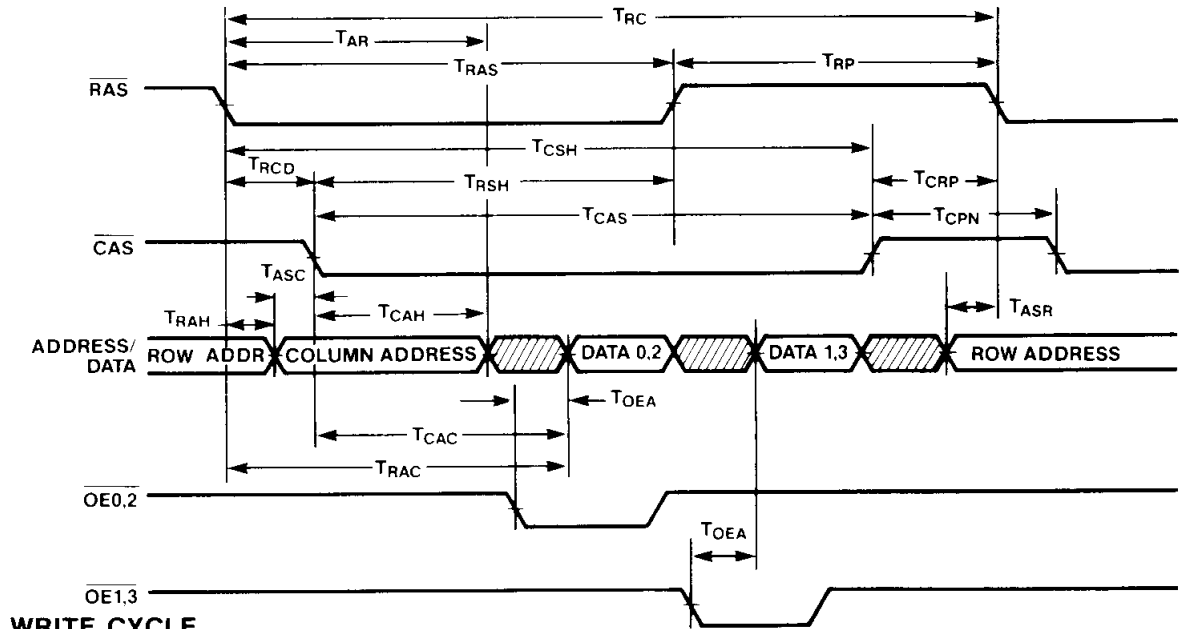 TRC
TAR
TRAS
TRP
RAS
TCSH
TRCD
TRSH
TCRP
TCAS
TCPN
CAS
TASC
TRAH
TCAH
TASR
ADDRESS/
DATA
ROW ADDR
COLUMN ADDRESS
DATA 0,2
DATA 1,3
ROW ADDRESS
TOEA
TCAC
TRAC
OE0,2
TOEA
OE1,3
WRITE CYCLE